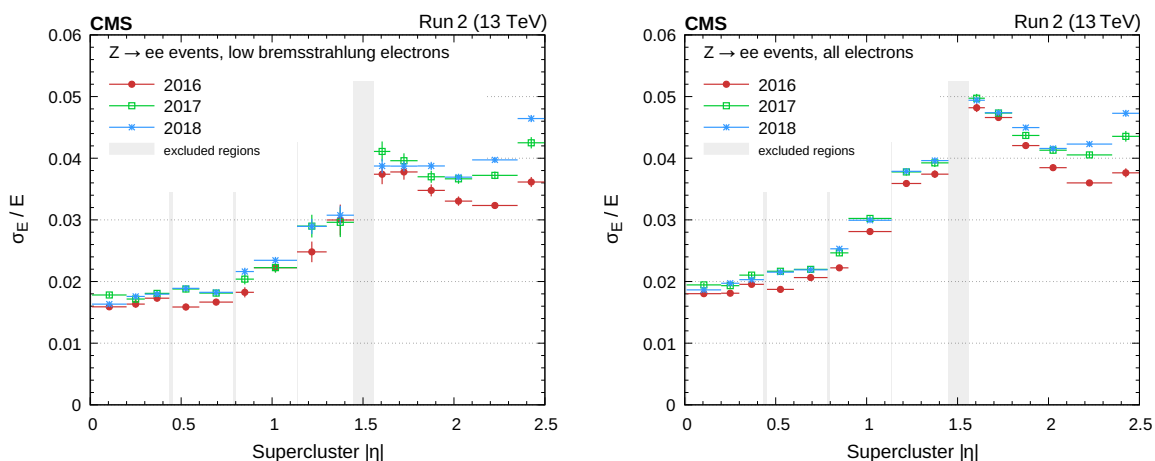 CMS Run 2 (13 TeV)
Z → ee events, low bremsstrahlung electrons
2016
2017
2018
excluded regions
σE / E
0.06
0.05
0.04
0.03
0.02
0.01
0
0 0.5 1 1.5 2 2.5
Supercluster |η|
CMS Run 2 (13 TeV)
Z → ee events, all electrons
2016
2017
2018
excluded regions
σE / E
0.06
0.05
0.04
0.03
0.02
0.01
0
0 0.5 1 1.5 2 2.5
Supercluster |η|